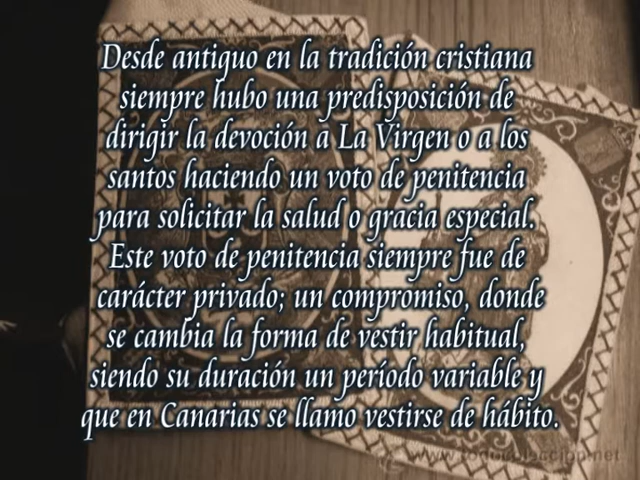 Desde antiguo en la tradición cristiana
siempre hubo una predisposición de
dirigir la devoción a La Virgen o a los
santos haciendo un voto de penitencia
para solicitar la salud o gracia especial.
Este voto de penitencia siempre fue de
carácter privado; un compromiso, donde
se cambia la forma de vestir habitual,
siendo su duración un período variable y
que en Canarias se llamo vestirse de hábito.
www.todocoleccion.net